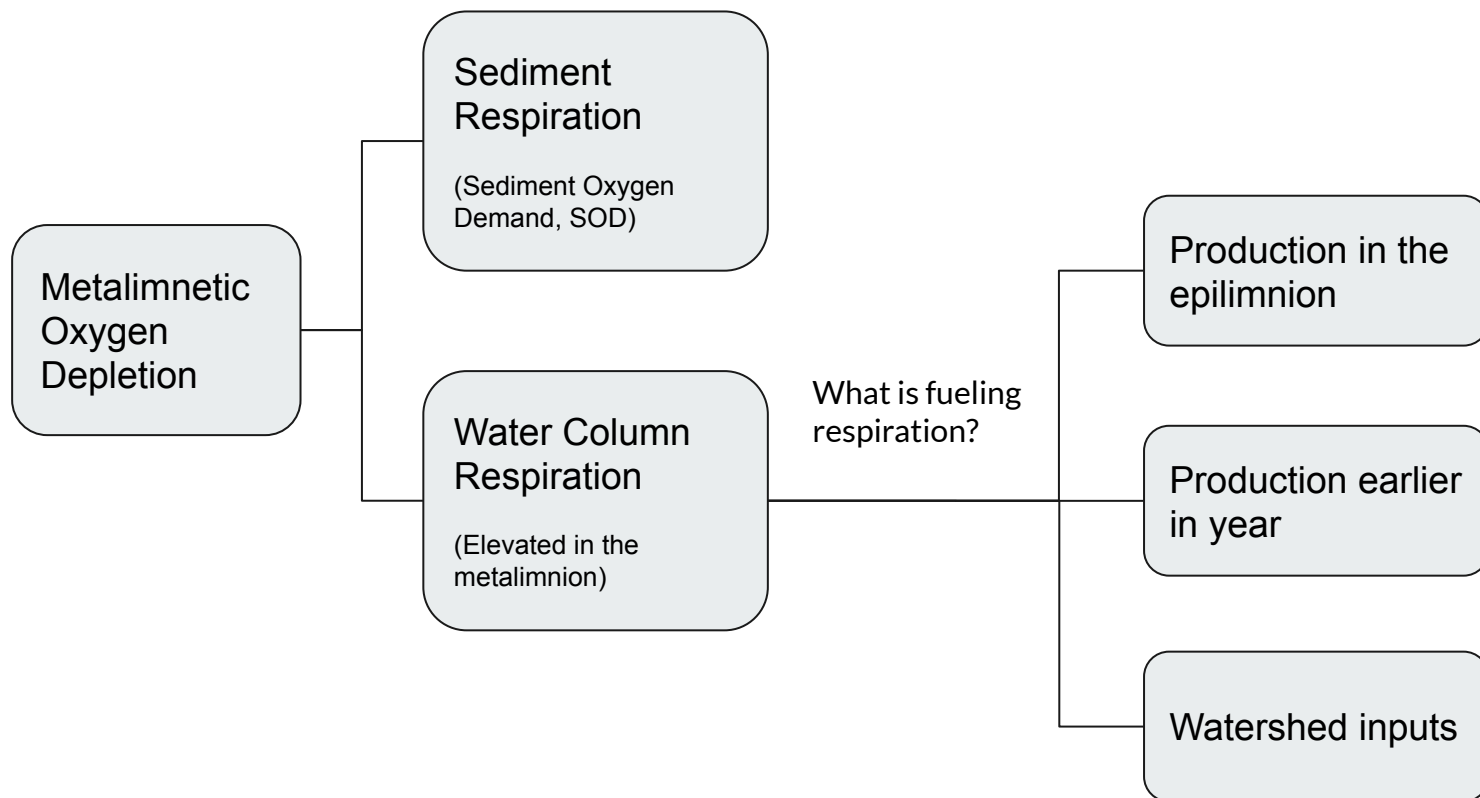 Metalimnetic
Oxygen
Depletion
Sediment
Respiration
(Sediment Oxygen
Demand, SOD)
Water Column
Respiration
(Elevated in the
metalimnion)
What is fueling
respiration?
Production in the
epilimnion
Production earlier
in year
Watershed inputs